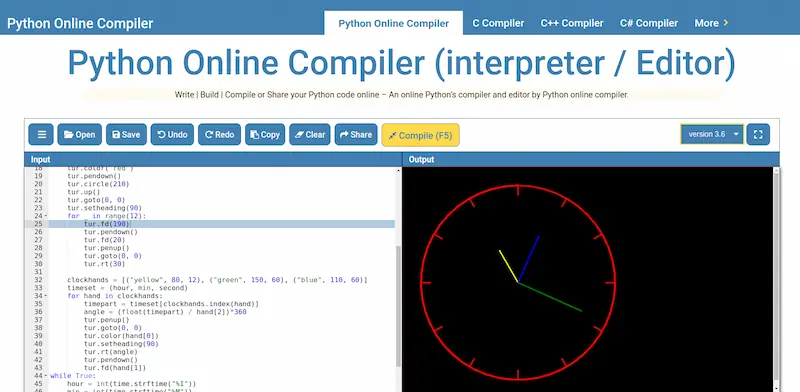 Python Online Compiler
Python Online Compiler
C Compiler
C++ Compiler
C# Compiler
More
Python Online Compiler (interpreter / Editor)
Write | Build | Compile or Share your Python code online – An online Python's compiler and editor by Python online compiler.
Open
Save
Undo
Redo
Copy
Clear
Share
Compile (F5)
version 3.6
Input
Output
18 tur.color("red")
19 tur.pendown()
20 tur.circle(210)
21 tur.up()
22 tur.goto(0, 0)
23 tur.setheading(90)
24 for _ in range(12):
25 tur.fd(190)
26 tur.pendown()
27 tur.fd(20)
28 tur.penup()
29 tur.goto(0, 0)
30 tur.rt(30)
31
32 clockhands = [("yellow", 80, 12), ("green", 150, 60), ("blue", 110, 60)]
33 timeset = (hour, min, second)
34 for hand in clockhands:
35 timepart = timeset[clockhands.index(hand)]
36 angle = (float(timepart) / hand[2])*360
37 tur.penup()
38 tur.goto(0, 0)
39 tur.color(hand[0])
40 tur.setheading(90)
41 tur.rt(angle)
42 tur.pendown()
43 tur.fd(hand[1])
44 while True:
45 hour = int(time.strftime("%I"))
46 min = int(time.strftime("%M"))